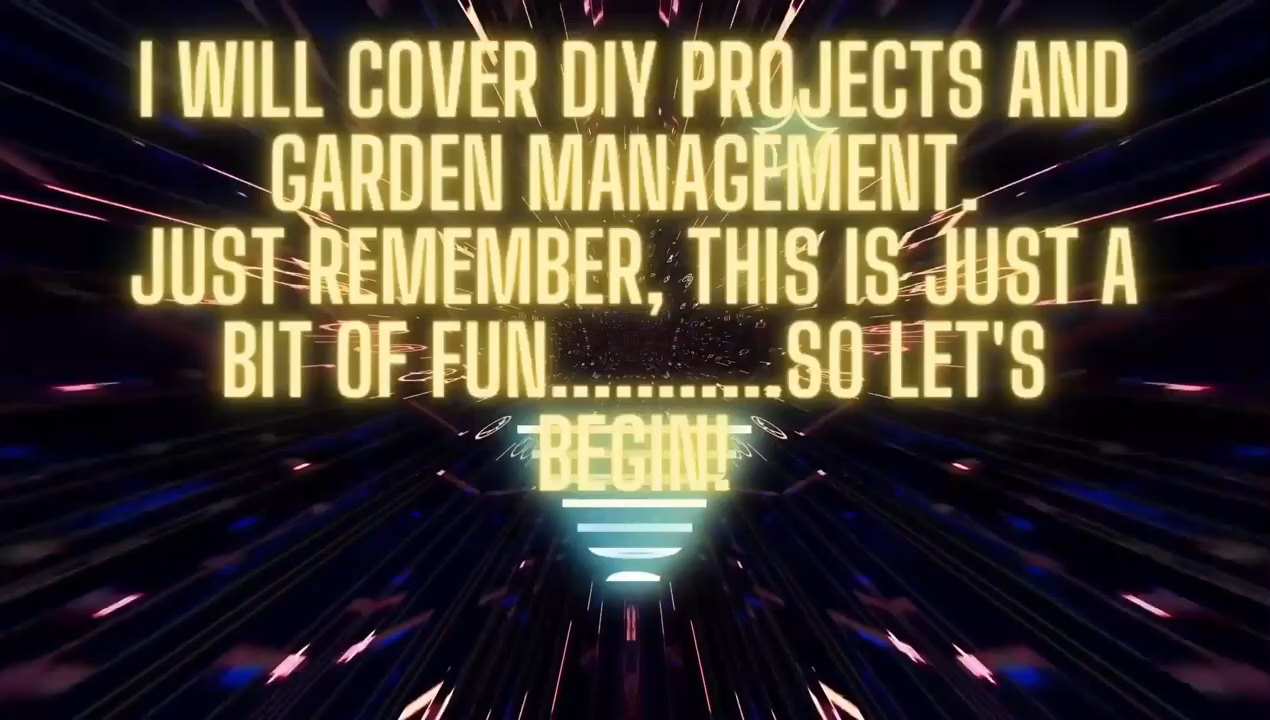 I WILL COVER DIY PROJECTS AND
GARDEN MANAGEMENT.
JUST REMEMBER, THIS IS JUST A
BIT OF FUN............SO LET'S
BEGIN!